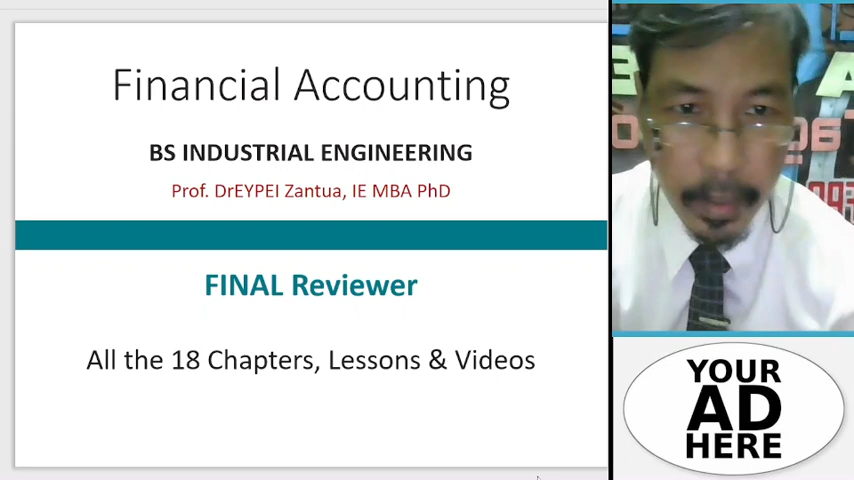 Financial Accounting
BS INDUSTRIAL ENGINEERING
Prof. DrEYPEI Zantua, IE MBA PhD
FINAL Reviewer
All the 18 Chapters, Lessons & Videos
YOUR
AD
HERE